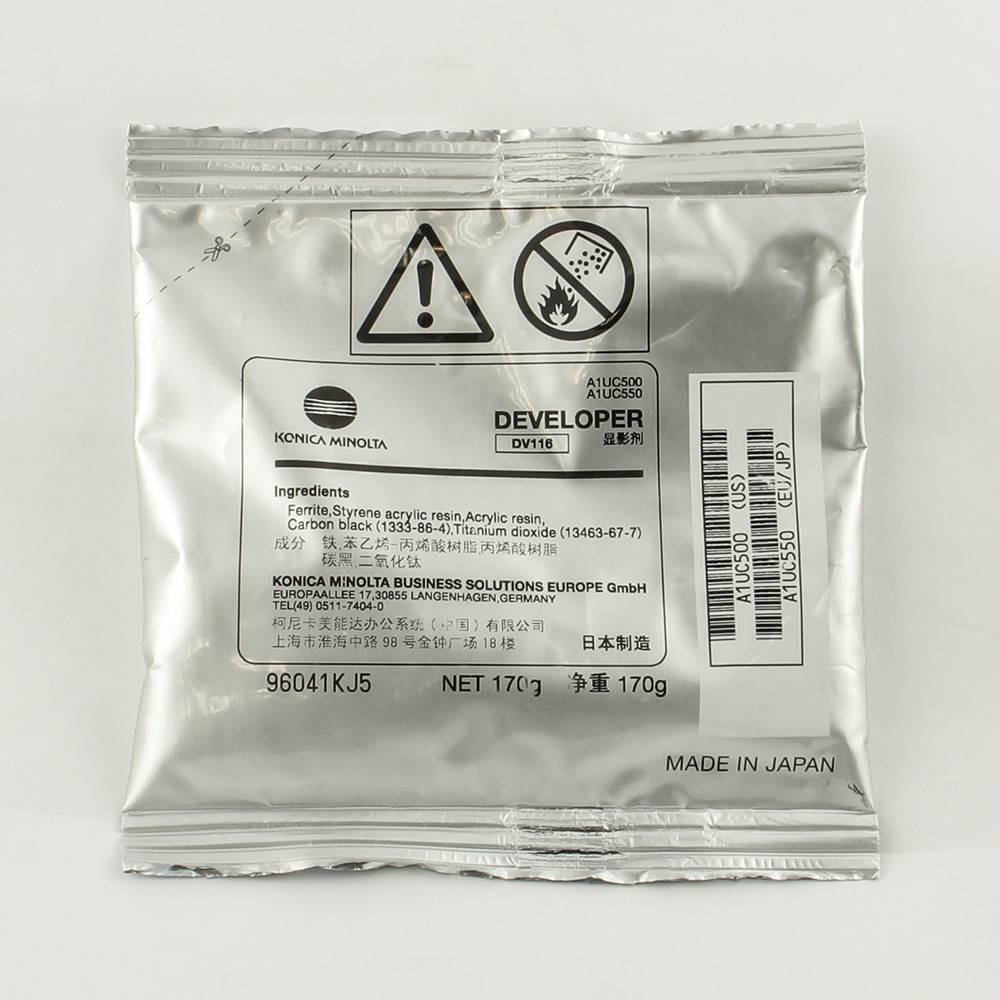 A1UC500
A1UC550
KONICA MINOLTA
DEVELOPER
DV116
显影剂
Ingredients
Ferrite,Styrene acrylic resin,Acrylic resin,
Carbon black (1333-86-4),Titanium dioxide (13463-67-7)
成分 铁,苯乙烯-丙烯酸树脂,丙烯酸树脂
碳黑,二氧化钛
KONICA MINOLTA BUSINESS SOLUTIONS EUROPE GmbH
EUROPAALLEE 17,30855 LANGENHAGEN,GERMANY
TEL(49) 0511-7404-0
柯尼卡美能达办公系统(中国)有限公司
上海市淮海中路98号金钟广场18楼
日本制造
96041KJ5
NET 170g 净重 170g
A1UC500 (US)
A1UC550 (EU/JP)
MADE IN JAPAN